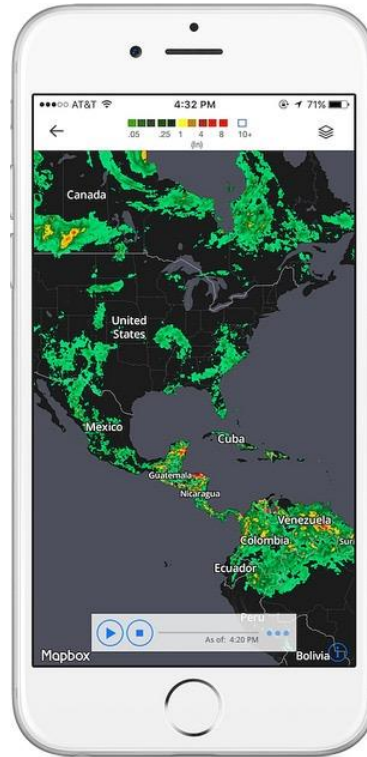 AT&T 4:32 PM 71%
.05 .25 1 4 8 10+
(in)
Canada
United
States
Mexico
Cuba
Guatemala
Nicaragua
Venezuela
Colombia
Suri
Ecuador
Peru
As of: 4:20 PM
Mapbox
Bolivia